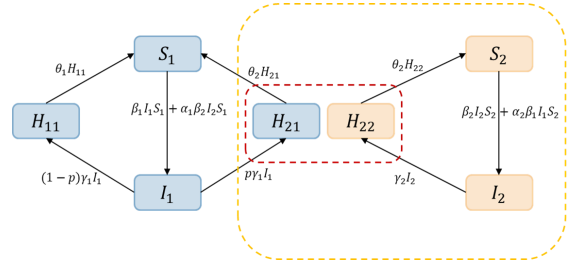 S₁
S₂
θ₁H₁₁
θ₂H₂₁
θ₂H₂₂
β₁I₁S₁ + α₁β₂I₂S₁
β₂I₂S₂ + α₂β₁I₁S₂
H₁₁
H₂₁
H₂₂
(1 − p)γ₁I₁
pγ₁I₁
γ₂I₂
I₁
I₂